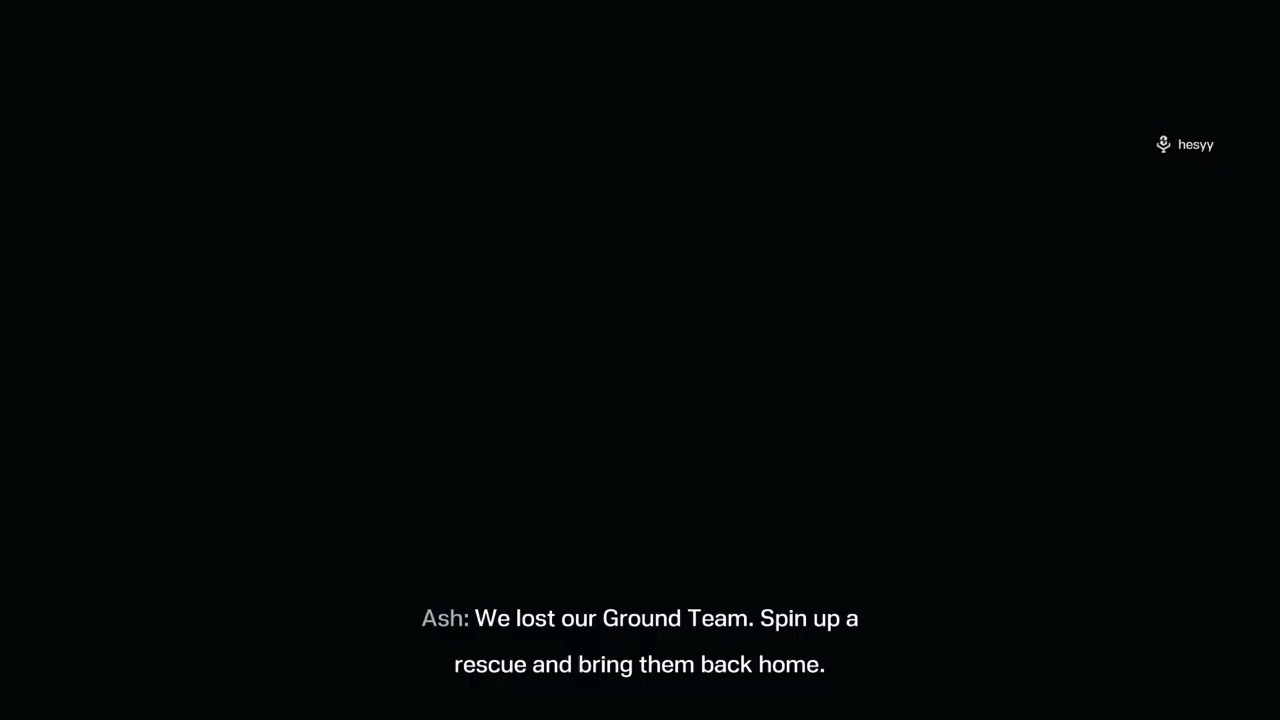 hesyy
Ash: We lost our Ground Team. Spin up a
rescue and bring them back home.